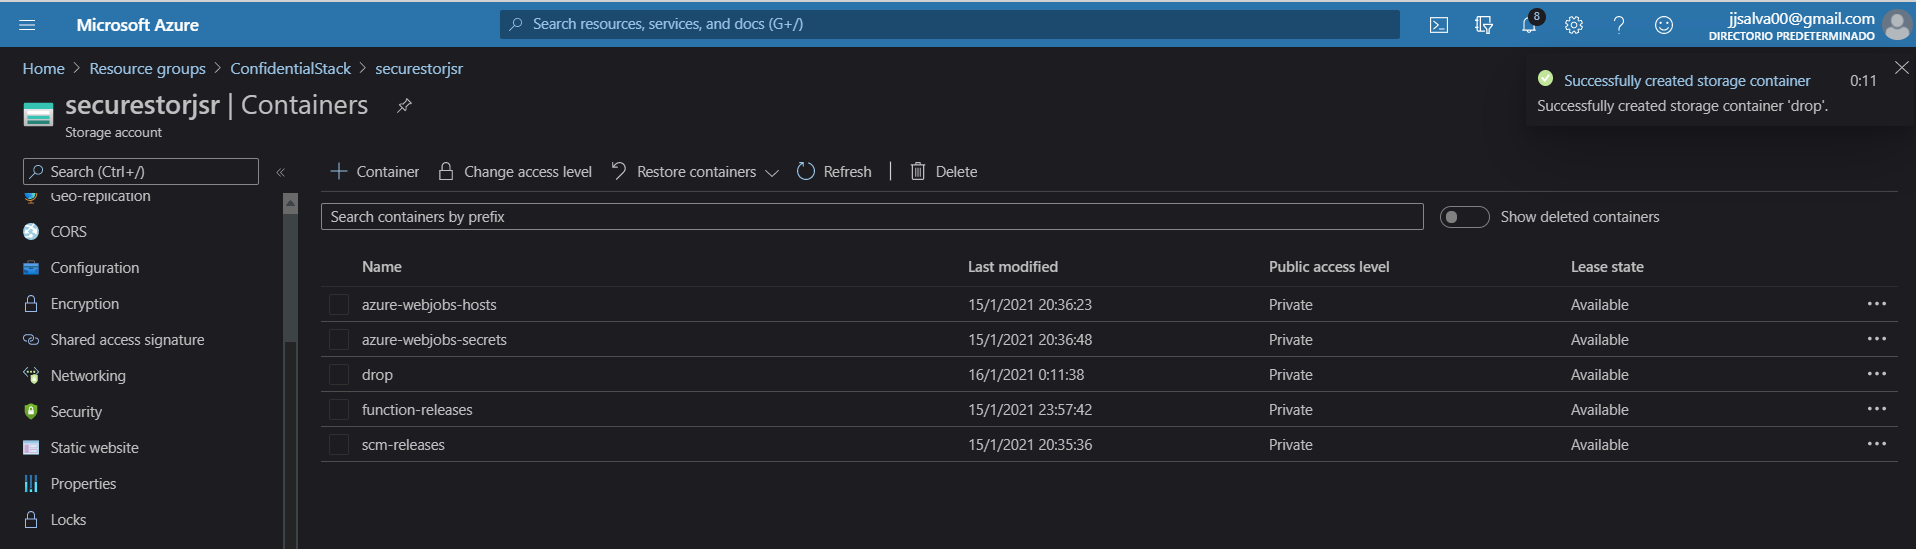 Microsoft Azure
Search resources, services, and docs (G+/)
8
jjsalva00@gmail.com
DIRECTORIO PREDETERMINADO
Home > Resource groups > ConfidentialStack > securestorjsr
securestorjsr | Containers
Storage account
Successfully created storage container 0:11
Successfully created storage container 'drop'.
Search (Ctrl+/) «
Geo-replication
CORS
Configuration
Encryption
Shared access signature
Networking
Security
Static website
Properties
Locks
+ Container Change access level Restore containers Refresh | Delete
Search containers by prefix Show deleted containers
Name Last modified Public access level Lease state
azure-webjobs-hosts 15/1/2021 20:36:23 Private Available ...
azure-webjobs-secrets 15/1/2021 20:36:48 Private Available ...
drop 16/1/2021 0:11:38 Private Available ...
function-releases 15/1/2021 23:57:42 Private Available ...
scm-releases 15/1/2021 20:35:36 Private Available ...